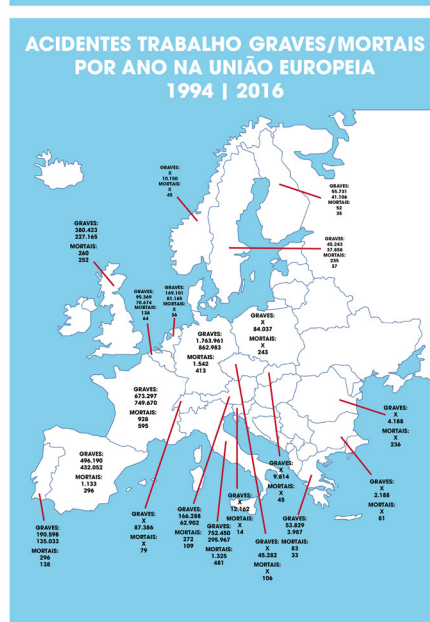 ACIDENTES TRABALHO GRAVES/MORTAIS
POR ANO NA UNIÃO EUROPEIA
1994 | 2016
GRAVES:
X
10.150
MORTAIS:
X
45
GRAVES:
55.731
41.106
MORTAIS:
52
35
GRAVES:
380.423
227.165
MORTAIS:
260
252
GRAVES:
45.243
37.858
MORTAIS:
235
37
GRAVES:
95.369
70.674
MORTAIS:
138
64
GRAVES:
169.101
81.165
MORTAIS:
X
36
GRAVES:
1.763.961
862.983
MORTAIS:
1.542
413
GRAVES:
X
84.037
MORTAIS:
X
243
GRAVES:
673.297
749.670
MORTAIS:
928
595
GRAVES:
X
4.188
MORTAIS:
X
236
GRAVES:
496.190
432.052
MORTAIS:
1.133
296
GRAVES:
X
9.814
MORTAIS:
X
45
GRAVES:
X
2.188
MORTAIS:
X
81
GRAVES:
190.598
135.033
MORTAIS:
296
138
GRAVES:
X
87.386
MORTAIS:
X
79
GRAVES:
166.288
62.902
MORTAIS:
272
109
GRAVES:
752.450
295.967
MORTAIS:
1.325
481
GRAVES:
X
12.162
MORTAIS:
X
14
GRAVES:
X
45.282
MORTAIS:
X
106
GRAVES:
53.829
3.987
MORTAIS:
83
33